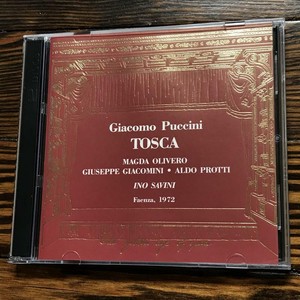 Giacomo Puccini
TOSCA
MAGDA OLIVERO
GIUSEPPE GIACOMINI • ALDO PROTTI
INO SAVINI
Faenza, 1972